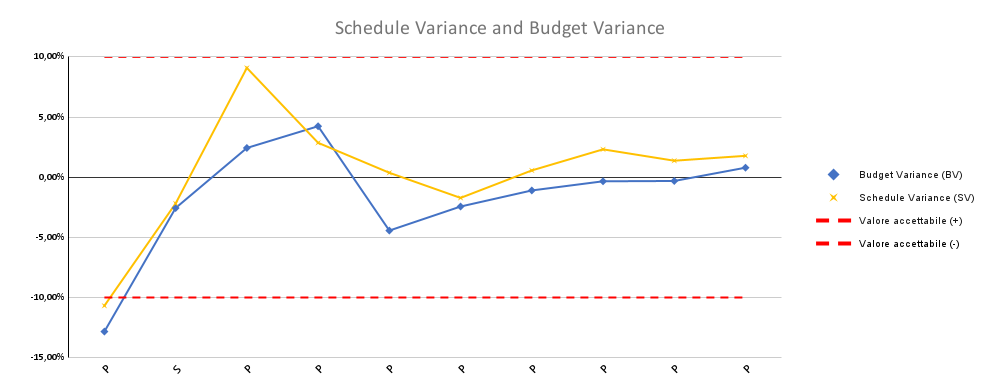 Schedule Variance and Budget Variance
10,00%
5,00%
0,00%
-5,00%
-10,00%
-15,00%
P
S
P
P
P
P
P
P
P
P
Budget Variance (BV)
Schedule Variance (SV)
Valore accettabile (+)
Valore accettabile (-)